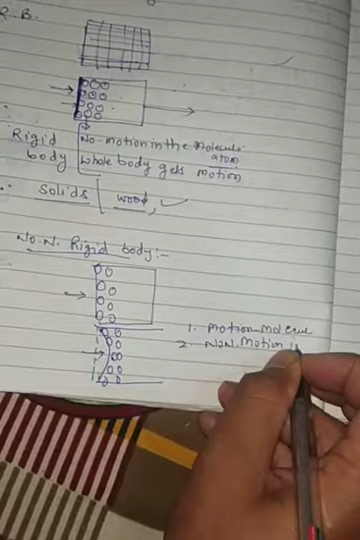 R.B.
Rigid No-motion in the Molecule
atom
body Whole body gets motion
Solids wood,
No.N. Rigid body:-
1. Motion-molecule
2. Non. Motion